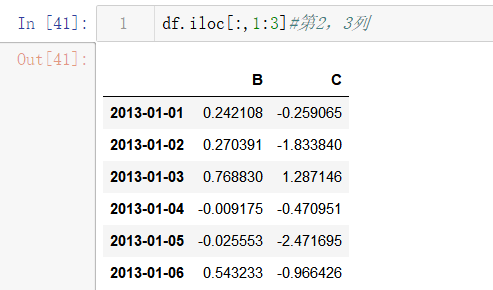 In [41]: 1 df.iloc[:,1:3]#第2，3列
Out[41]:
B C
2013-01-01 0.242108 -0.259065
2013-01-02 0.270391 -1.833840
2013-01-03 0.768830 1.287146
2013-01-04 -0.009175 -0.470951
2013-01-05 -0.025553 -2.471695
2013-01-06 0.543233 -0.966426